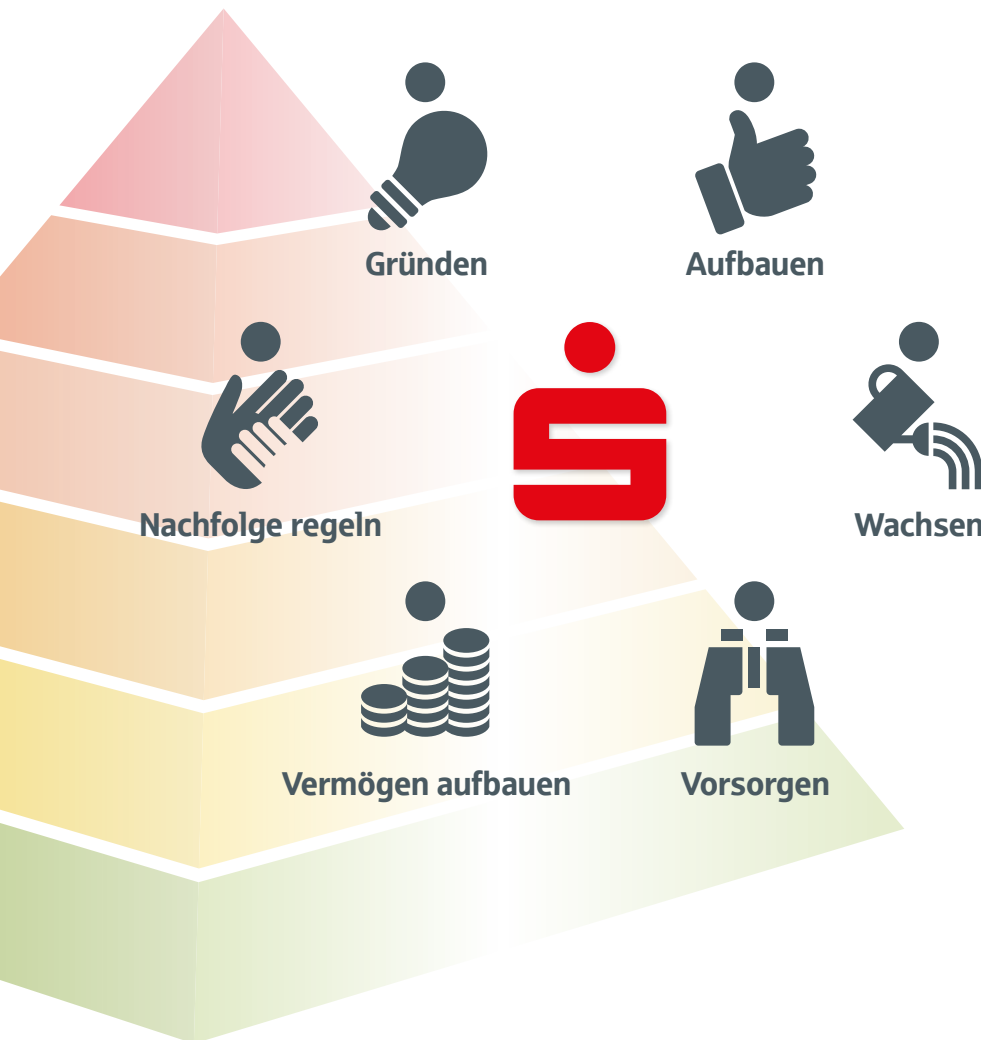 Gründen
Aufbauen
Nachfolge regeln
Wachsen
Vermögen aufbauen
Vorsorgen